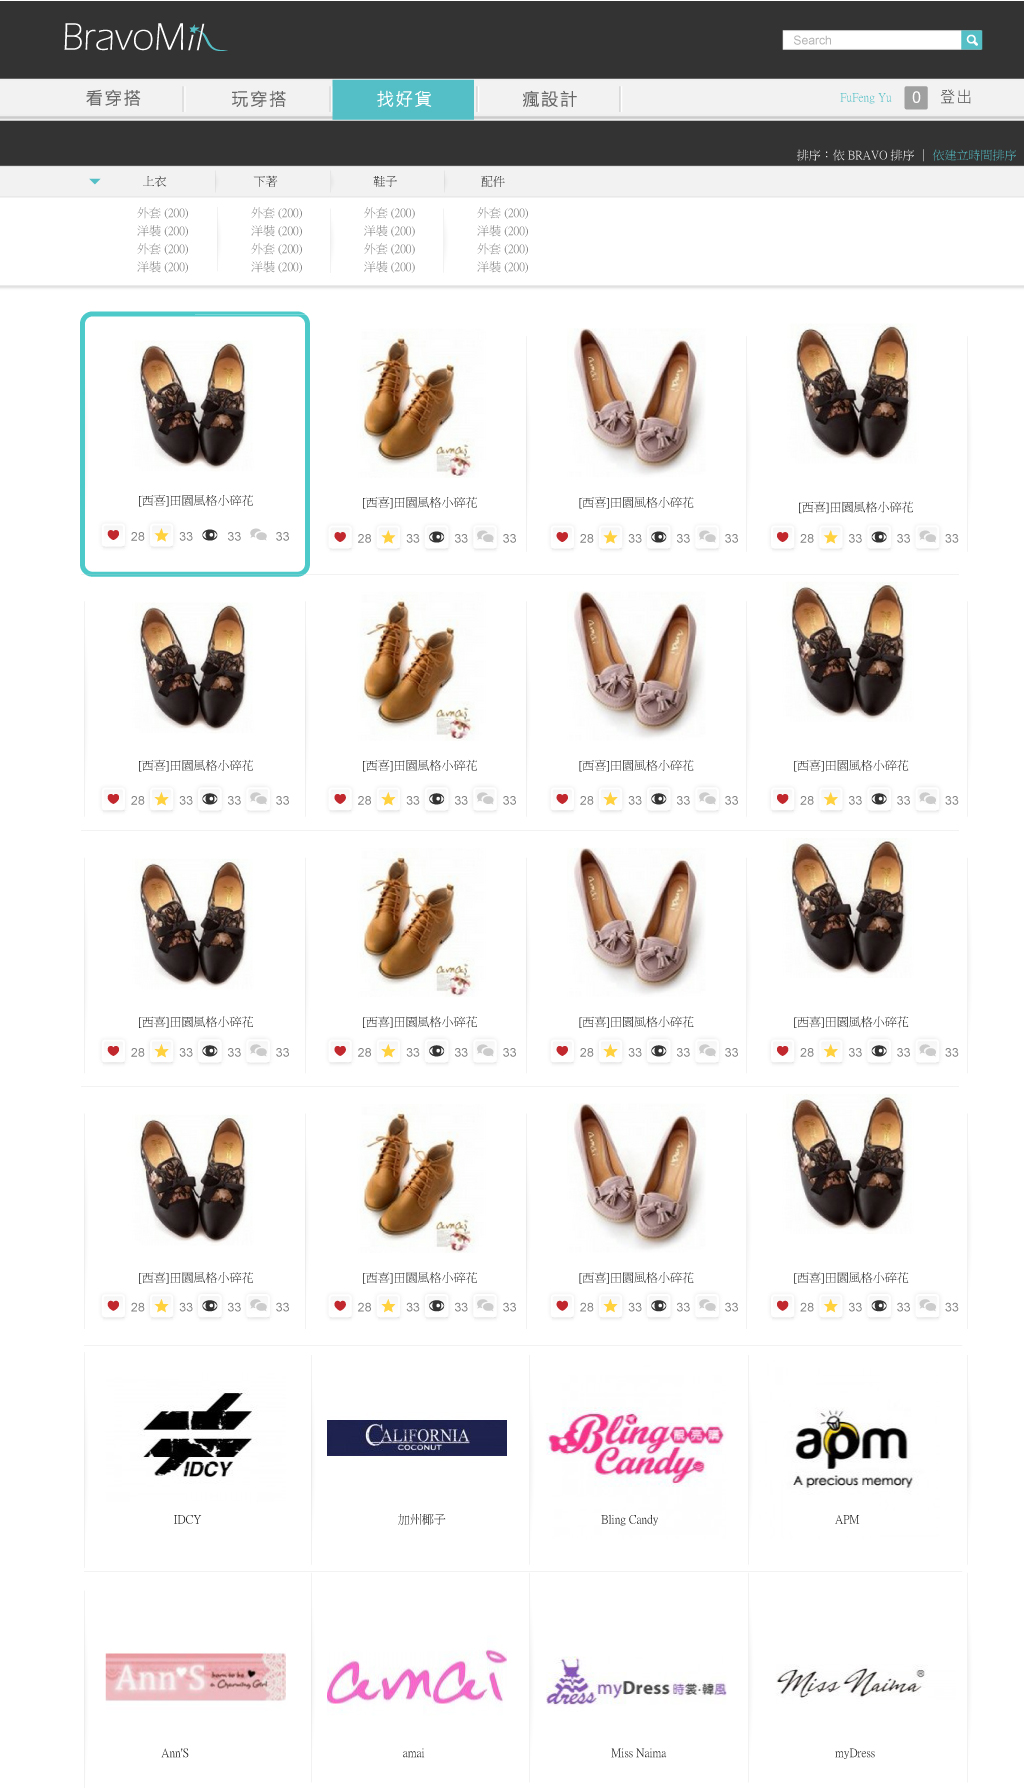 BravoMik
Search
看穿搭 玩穿搭 找好貨 瘋設計 FuFeng Yu 0 登出
排序：依 BRAVO 排序 | 依建立時間排序
上衣 下著 鞋子 配件
外套 (200) 外套 (200) 外套 (200) 外套 (200)
洋裝 (200) 洋裝 (200) 洋裝 (200) 洋裝 (200)
外套 (200) 外套 (200) 外套 (200) 外套 (200)
洋裝 (200) 洋裝 (200) 洋裝 (200) 洋裝 (200)
amai
[西喜]田園風格小碎花 [西喜]田園風格小碎花 [西喜]田園風格小碎花 [西喜]田園風格小碎花
28 33 33 33 28 33 33 33 28 33 33 33 28 33 33 33
amai
[西喜]田園風格小碎花 [西喜]田園風格小碎花 [西喜]田園風格小碎花 [西喜]田園風格小碎花
28 33 33 33 28 33 33 33 28 33 33 33 28 33 33 33
amai
[西喜]田園風格小碎花 [西喜]田園風格小碎花 [西喜]田園風格小碎花 [西喜]田園風格小碎花
28 33 33 33 28 33 33 33 28 33 33 33 28 33 33 33
amai
[西喜]田園風格小碎花 [西喜]田園風格小碎花 [西喜]田園風格小碎花 [西喜]田園風格小碎花
28 33 33 33 28 33 33 33 28 33 33 33 28 33 33 33
IDCY
CALIFORNIA
COCONUT
Bling 靚亮購
Candy
apm
A precious memory
IDCY 加州椰子 Bling Candy APM
Ann'S born to be
a Charming Girl
amai
dress myDress 時裳·韓風
Miss Naima®
Ann'S amai Miss Naima myDress